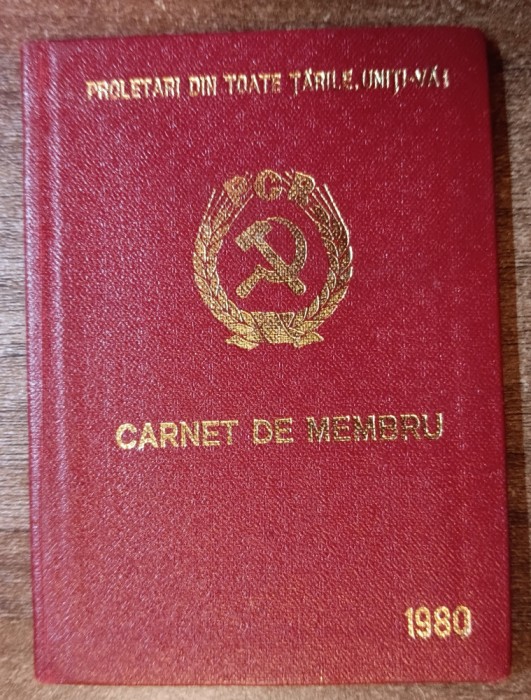 PROLETARI DIN TOATE ȚĂRILE, UNIȚI-VĂ!
PCR
CARNET DE MEMBRU
1980